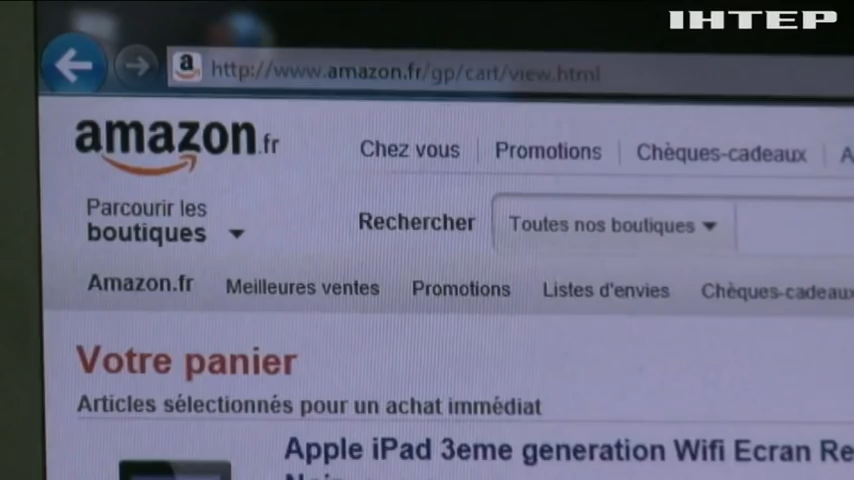 ІНТЕР
a http://www.amazon.fr/gp/cart/view.html
amazon.fr
Chez vous Promotions Chèques-cadeaux A
Parcourir les
boutiques
Rechercher Toutes nos boutiques
Amazon.fr Meilleures ventes Promotions Listes d'envies Chèques-cadeaux
Votre panier
Articles sélectionnés pour un achat immédiat
Apple iPad 3eme generation Wifi Ecran Re